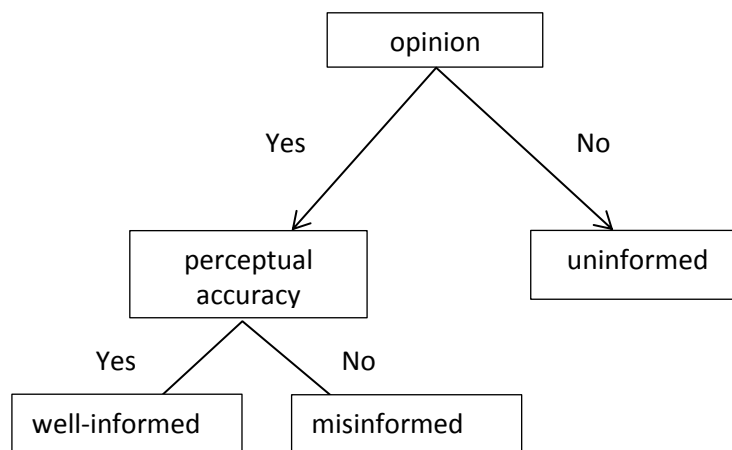 opinion
Yes
No
perceptual
accuracy
uninformed
Yes
No
well-informed
misinformed